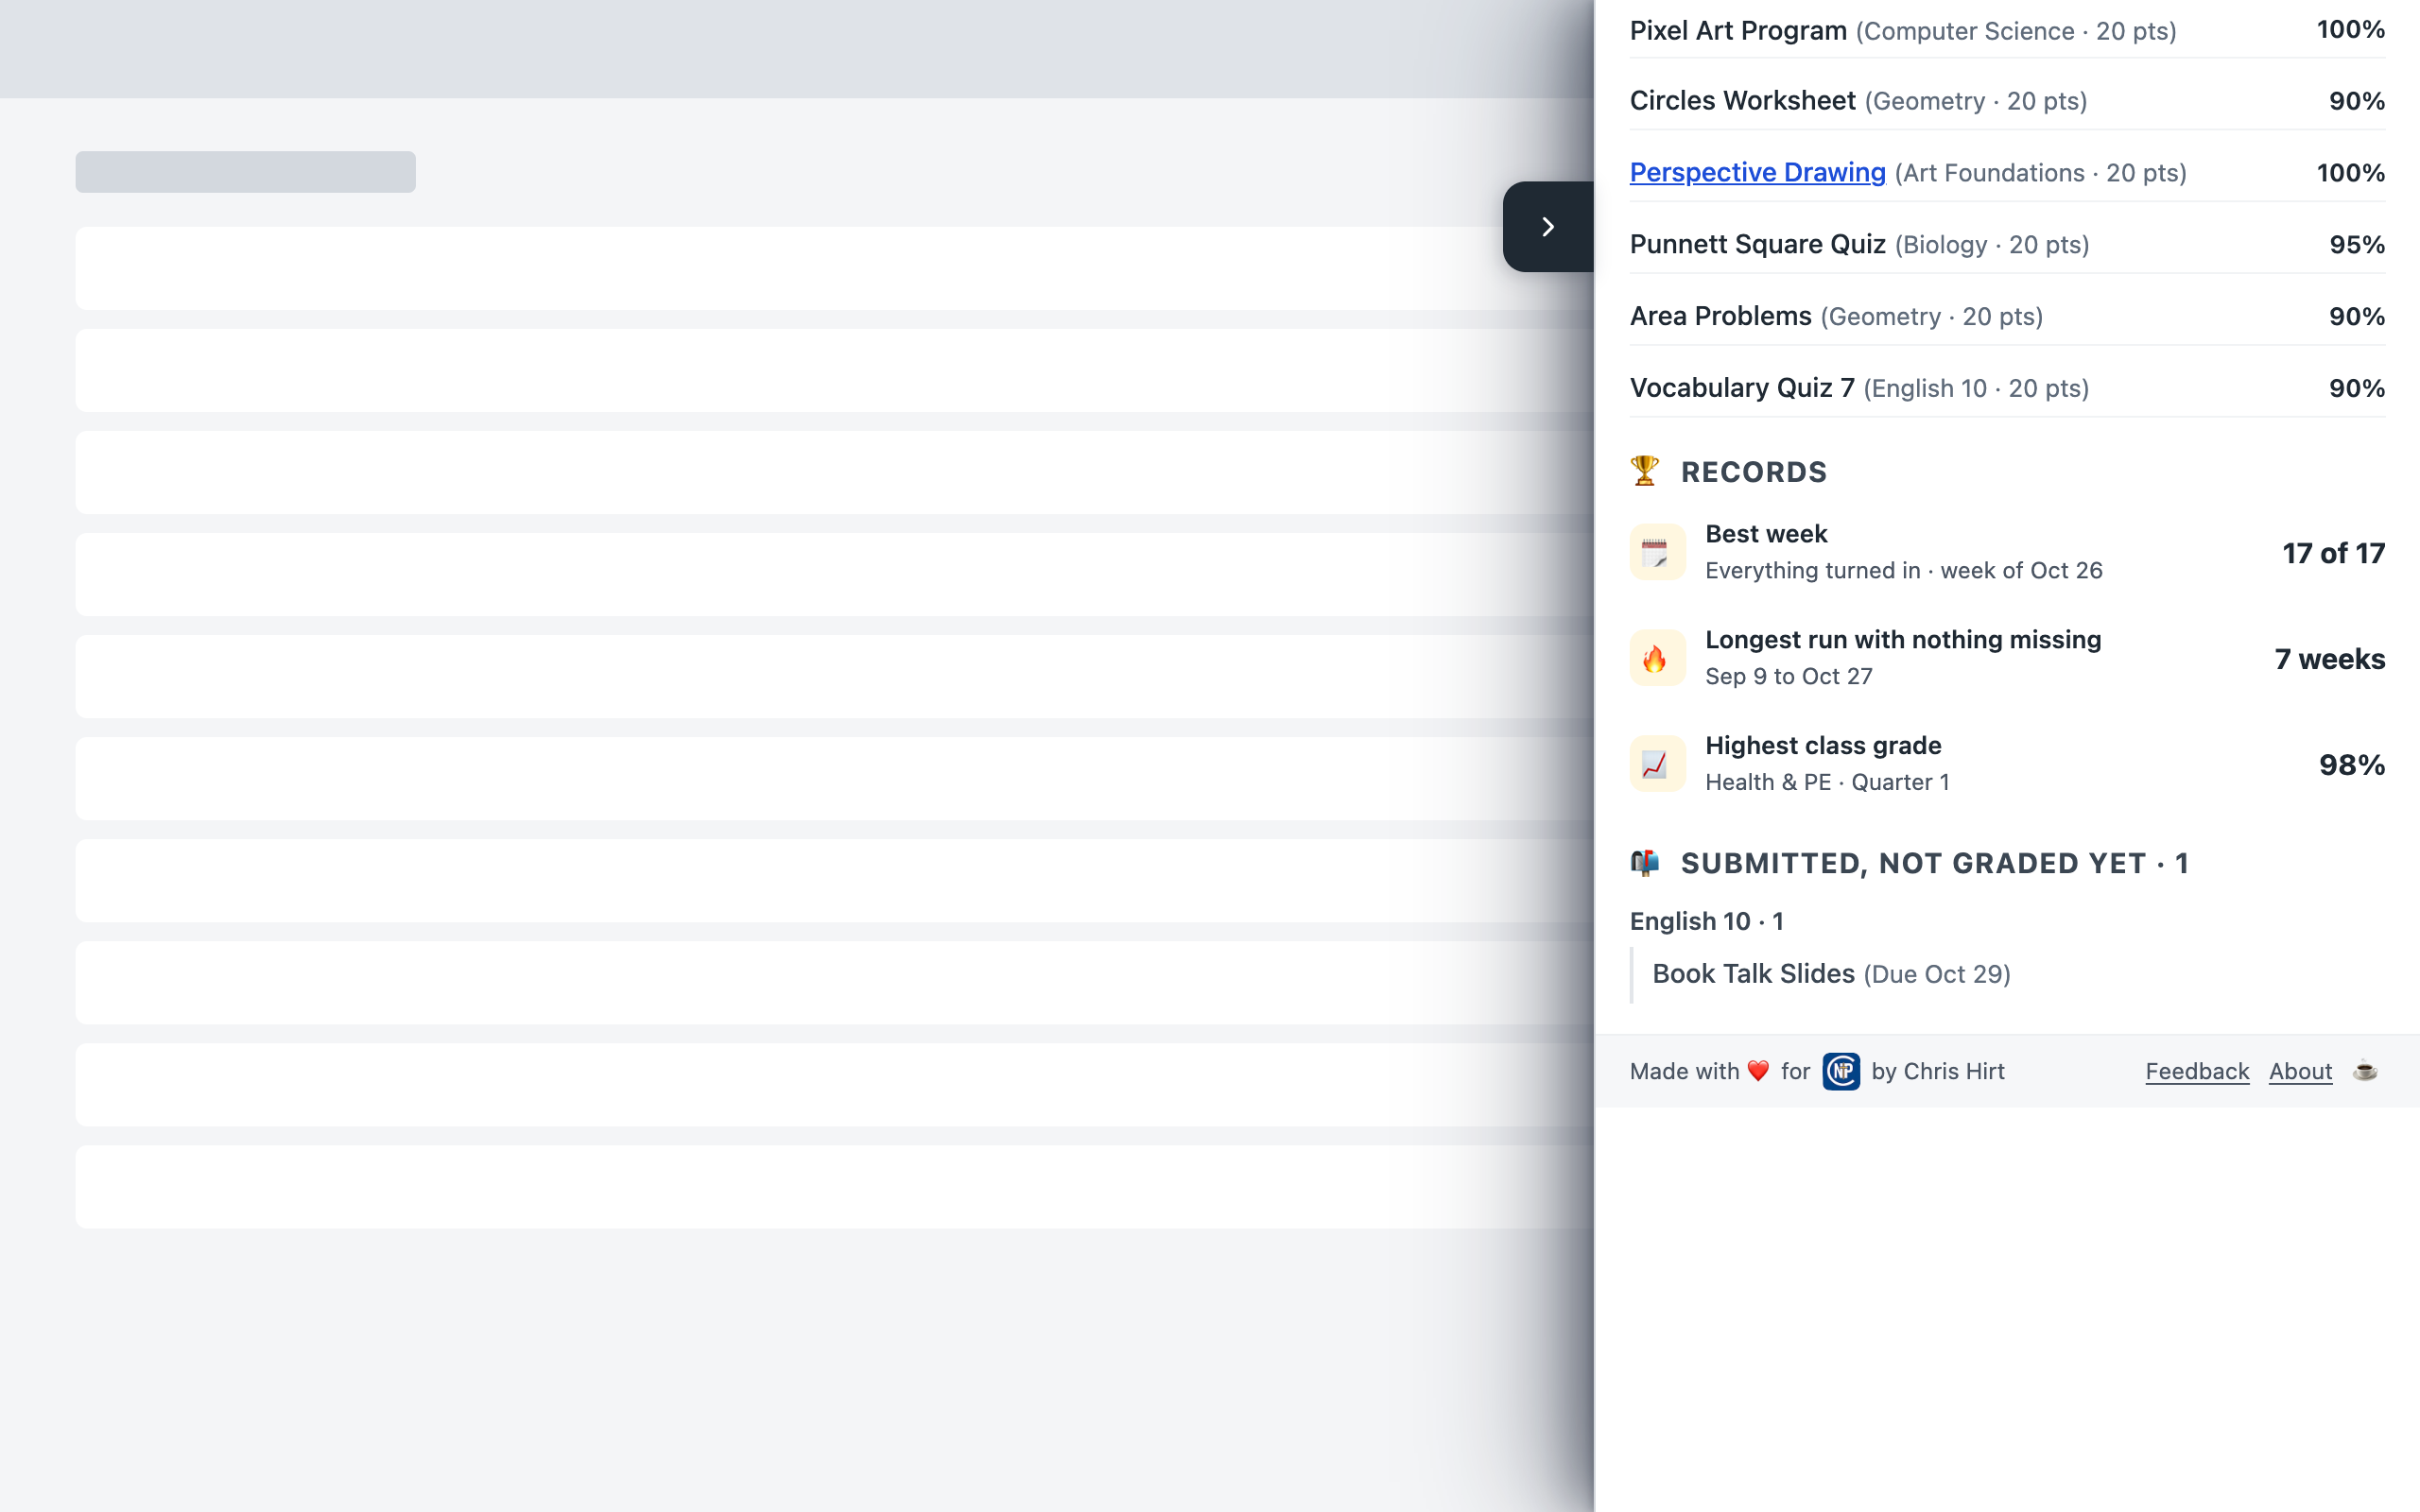 Pixel Art Program (Computer Science · 20 pts) 100%
Circles Worksheet (Geometry · 20 pts) 90%
Perspective Drawing (Art Foundations · 20 pts) 100%
Punnett Square Quiz (Biology · 20 pts) 95%
Area Problems (Geometry · 20 pts) 90%
Vocabulary Quiz 7 (English 10 · 20 pts) 90%
🏆 RECORDS
Best week
Everything turned in · week of Oct 26
17 of 17
Longest run with nothing missing
Sep 9 to Oct 27
7 weeks
Highest class grade
Health & PE · Quarter 1
98%
📬 SUBMITTED, NOT GRADED YET · 1
English 10 · 1
Book Talk Slides (Due Oct 29)
Made with ❤️ for NP by Chris Hirt Feedback About ☕